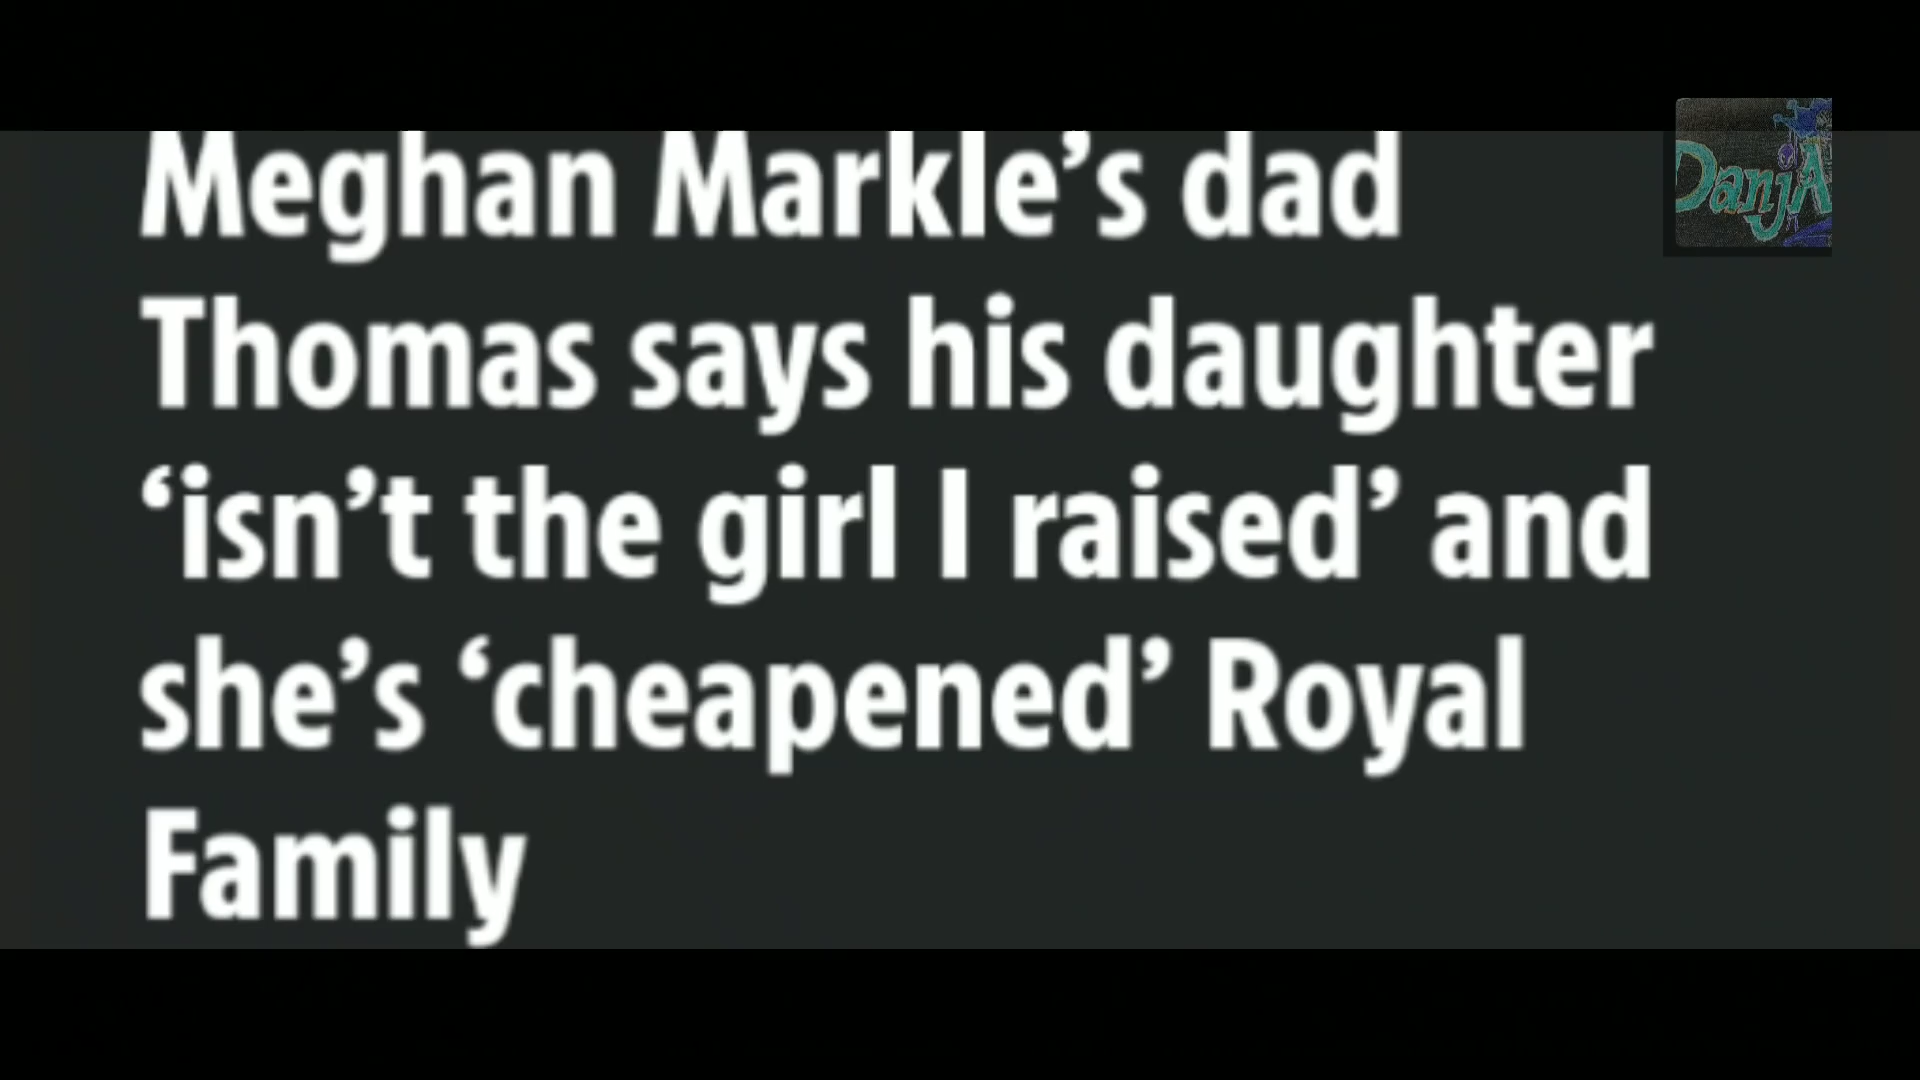 Meghan Markle’s dad
Thomas says his daughter
‘isn’t the girl I raised’ and
she’s ‘cheapened’ Royal
Family
DanjA